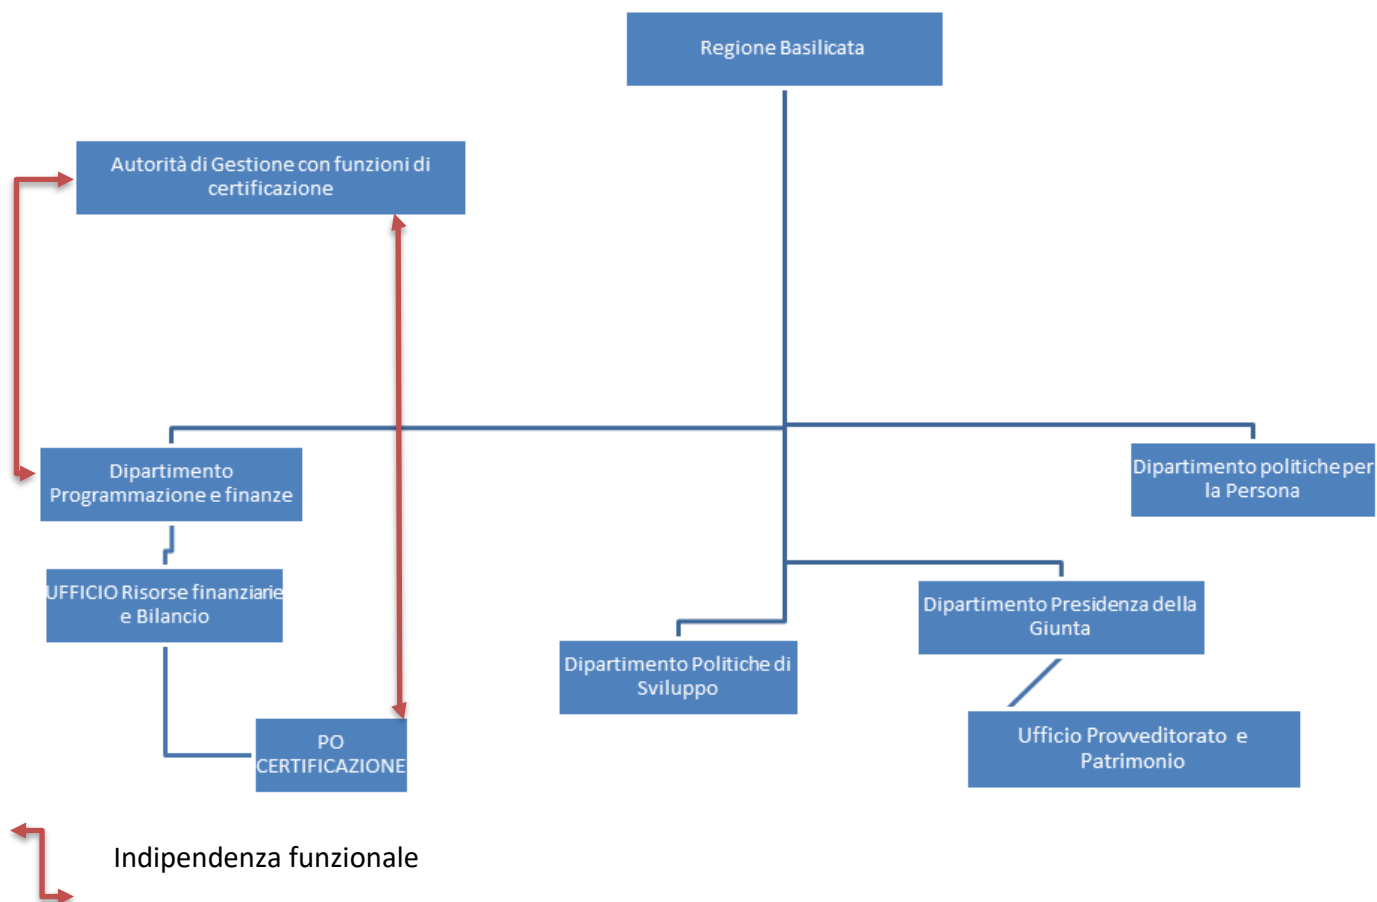 Regione Basilicata
Autorità di Gestione con funzioni di
certificazione
Dipartimento
Programmazione e finanze
Dipartimento politiche per
la Persona
UFFICIO Risorse finanziarie
e Bilancio
Dipartimento Presidenza della
Giunta
Dipartimento Politiche di
Sviluppo
Ufficio Provveditorato e
Patrimonio
PO
CERTIFICAZIONE
Indipendenza funzionale